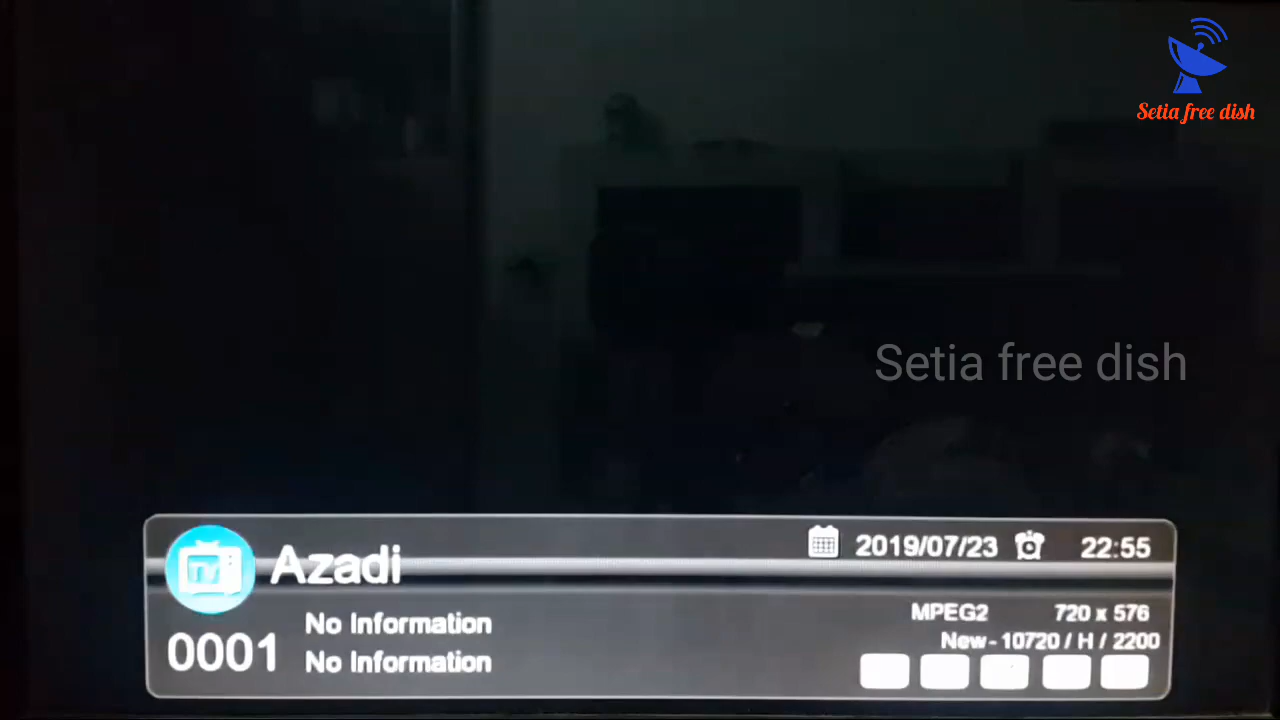 Setia free dish
Setia free dish
TV
Azadi
2019/07/23
22:55
0001
No Information
No Information
MPEG2
720 x 576
New - 10720 / H / 2200